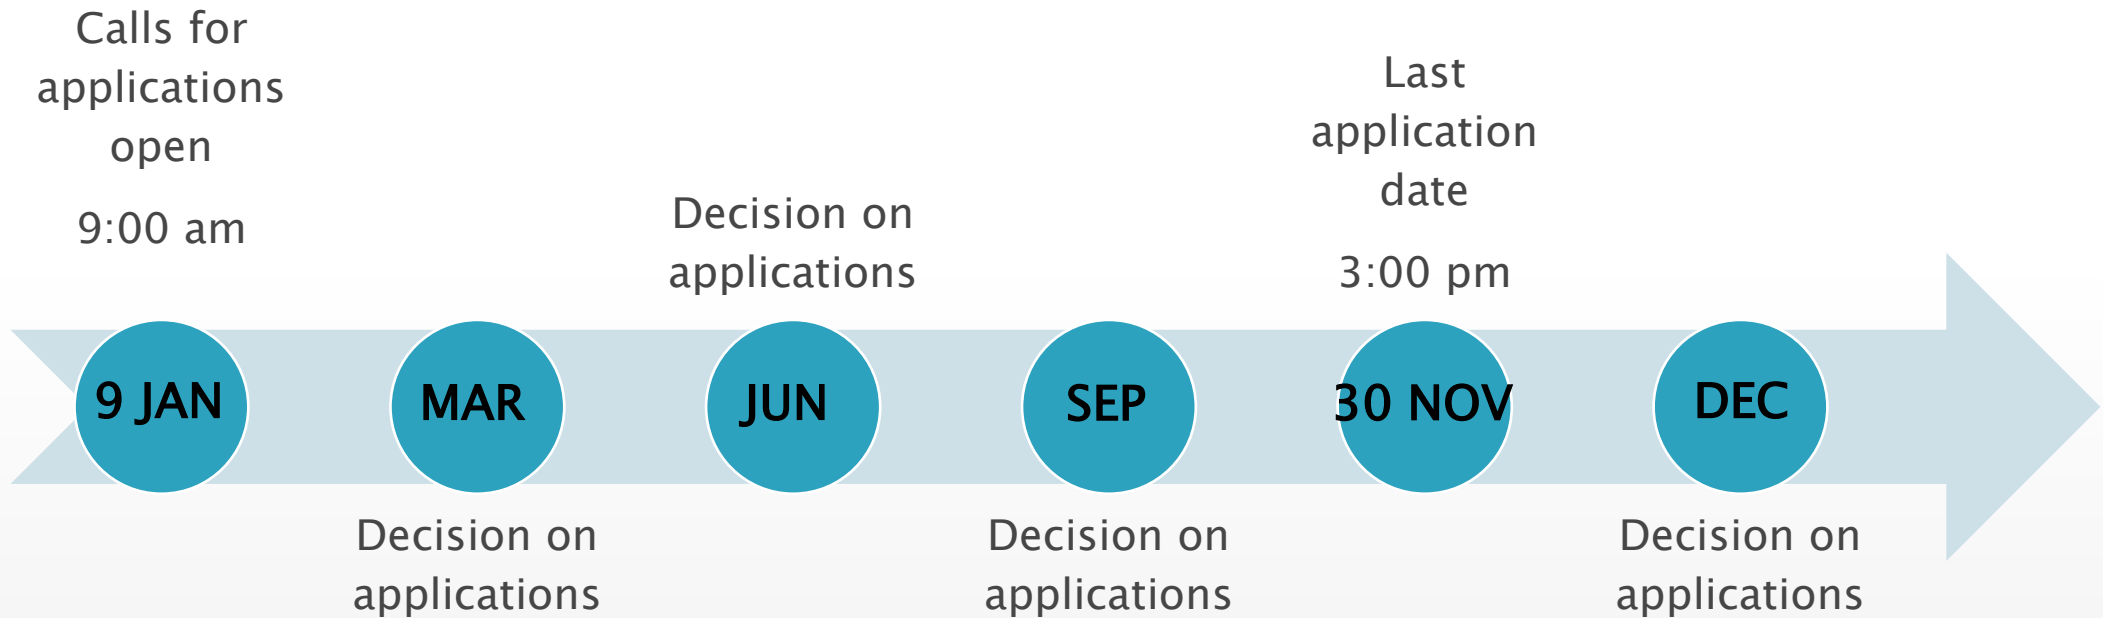 Calls for
applications
open
9:00 am
9 JAN
MAR
Decision on
applications
Decision on
applications
JUN
SEP
Decision on
applications
Last
application
date
3:00 pm
30 NOV
DEC
Decision on
applications